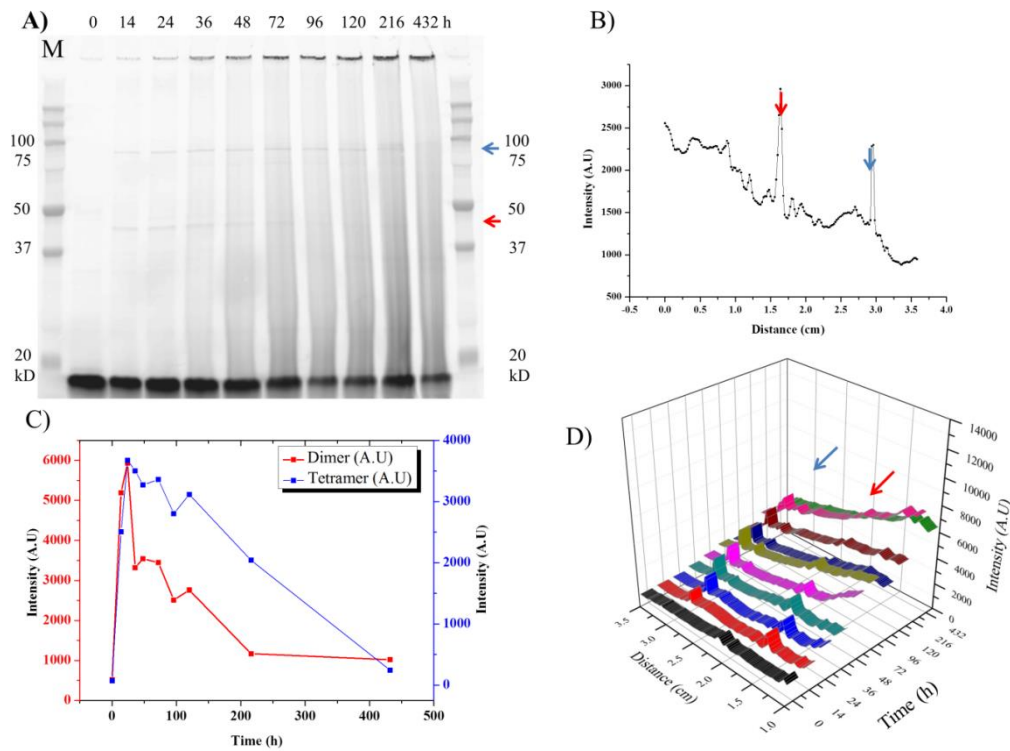 A) 0 14 24 36 48 72 96 120 216 432 h
M
100 100
75 75
50 50
37 37
20 20
kD kD
B)
3000
2500
2000
1500
1000
500
Intensity (A.U)
-0.5 0.0 0.5 1.0 1.5 2.0 2.5 3.0 3.5 4.0
Distance (cm)
C)
6000
5000
4000
3000
2000
1000
0
Intensity (A.U)
Dimer (A.U)
Tetramer (A.U)
4000
3000
2000
1000
0
Intensity (A.U)
0 100 200 300 400 500
Time (h)
D)
14000
12000
10000
8000
6000
4000
2000
0
Intensity (A.U)
3.5 3.0 2.5 2.0 1.5 1.0
Distance (cm)
0 14 24 36 48 72 96 120 216 432
Time (h)